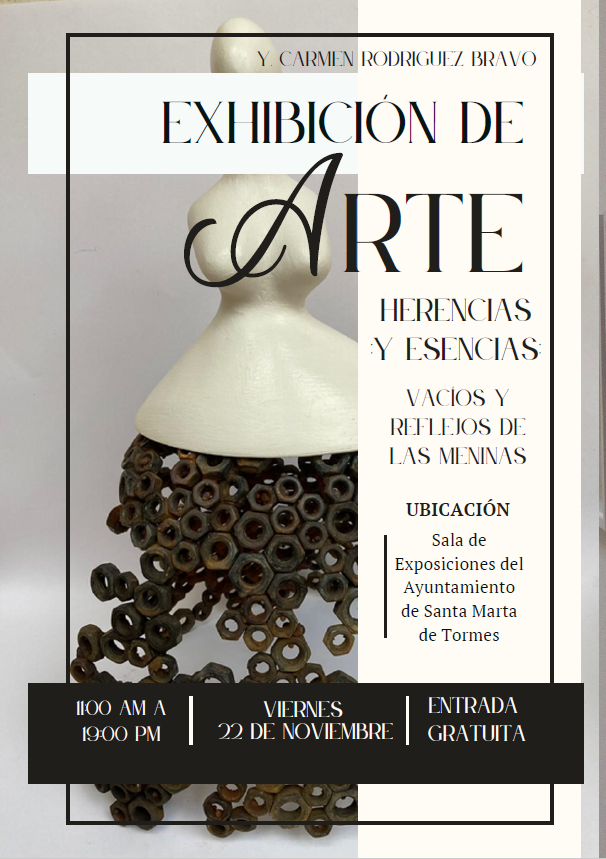 Y. CARMEN RODRIGUEZ BRAVO
EXHIBICIÓN DE
ARTE
HERENCIAS
:Y ESENCIAS:
VACÍOS Y
REFLEJOS DE
LAS MENINAS
UBICACIÓN
Sala de
Exposiciones del
Ayuntamiento
de Santa Marta
de Tormes
11:00 AM A
19:00 PM
VIERNES
22 DE NOVIEMBRE
ENTRADA
GRATUITA